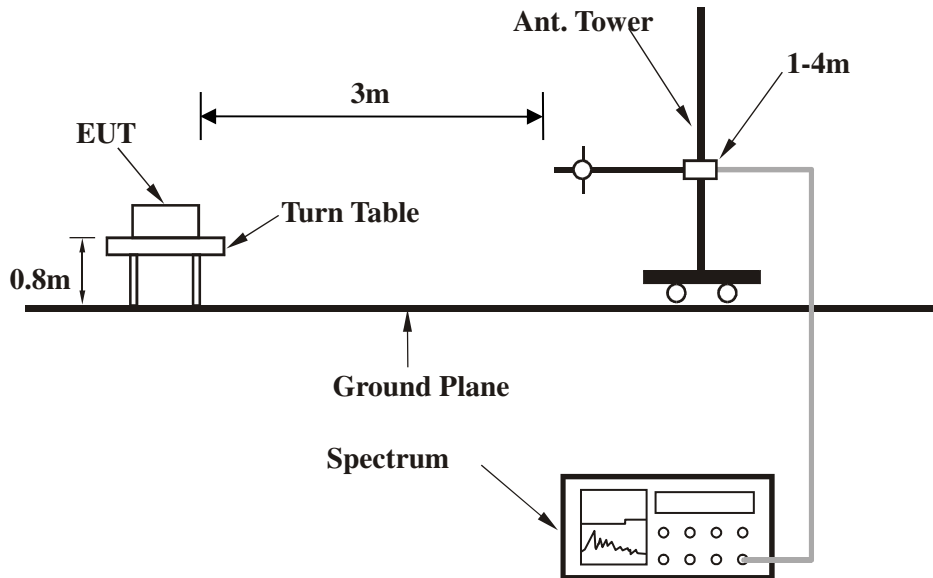 Ant. Tower
1-4m
3m
EUT
Turn Table
0.8m
Ground Plane
Spectrum